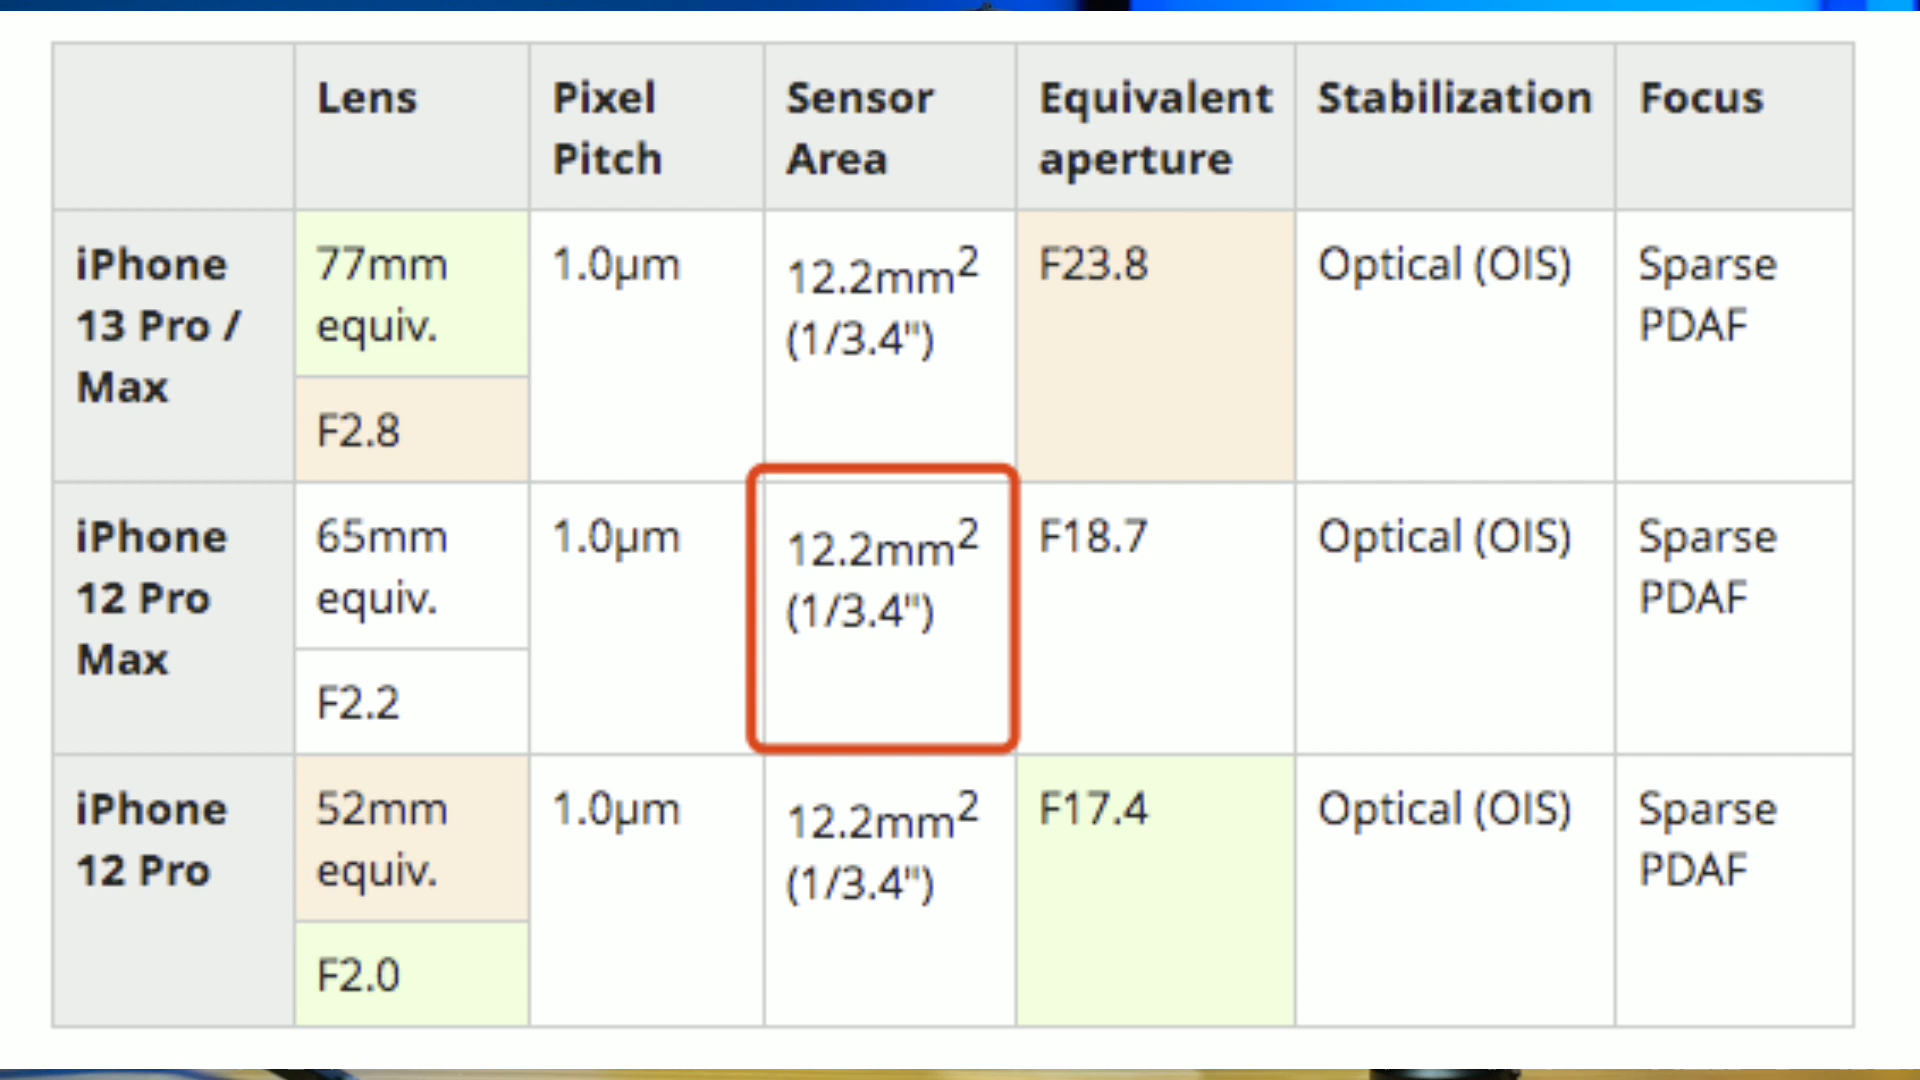 Lens
Pixel
Pitch
Sensor
Area
Equivalent
aperture
Stabilization
Focus
iPhone
13 Pro /
Max
77mm
equiv.
F2.8
1.0µm
12.2mm²
(1/3.4")
F23.8
Optical (OIS)
Sparse
PDAF
iPhone
12 Pro
Max
65mm
equiv.
F2.2
1.0µm
12.2mm²
(1/3.4")
F18.7
Optical (OIS)
Sparse
PDAF
iPhone
12 Pro
52mm
equiv.
F2.0
1.0µm
12.2mm²
(1/3.4")
F17.4
Optical (OIS)
Sparse
PDAF